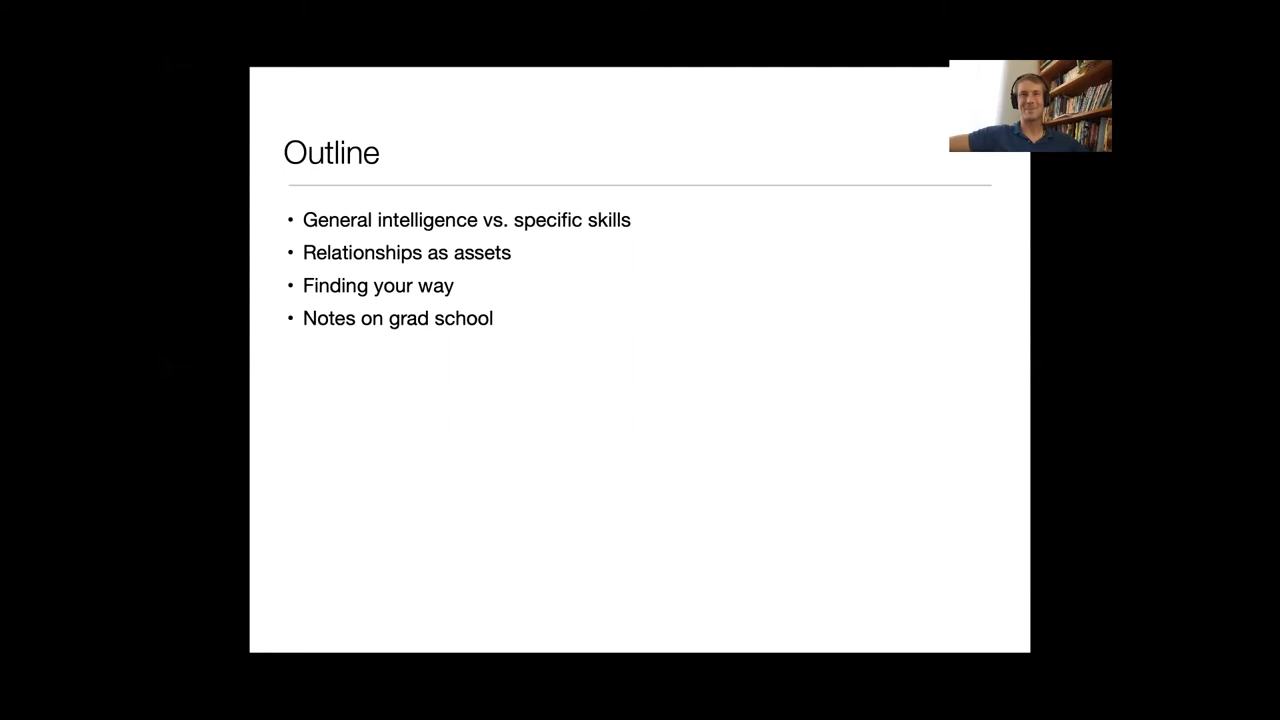 Outline
• General intelligence vs. specific skills
• Relationships as assets
• Finding your way
• Notes on grad school